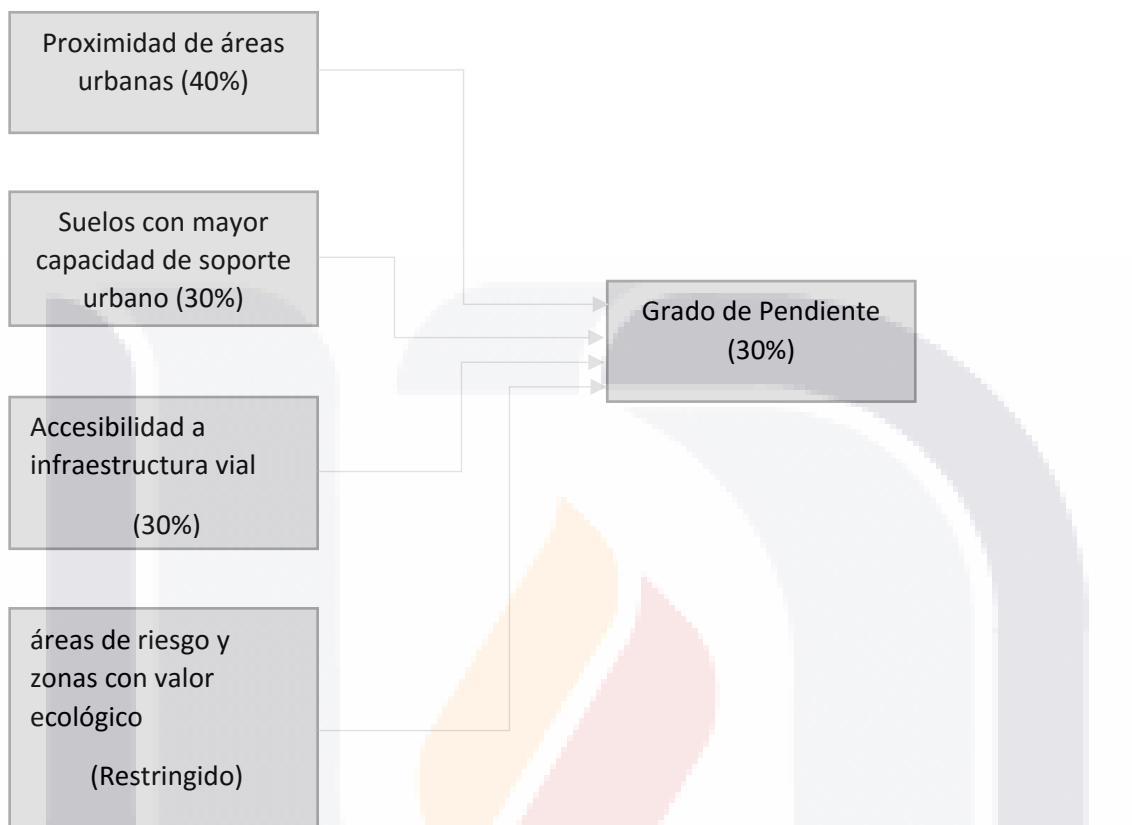 Proximidad de áreas
urbanas (40%)
Suelos con mayor
capacidad de soporte
urbano (30%)
Accesibilidad a
infraestructura vial
(30%)
áreas de riesgo y
zonas con valor
ecológico
(Restringido)
Grado de Pendiente
(30%)